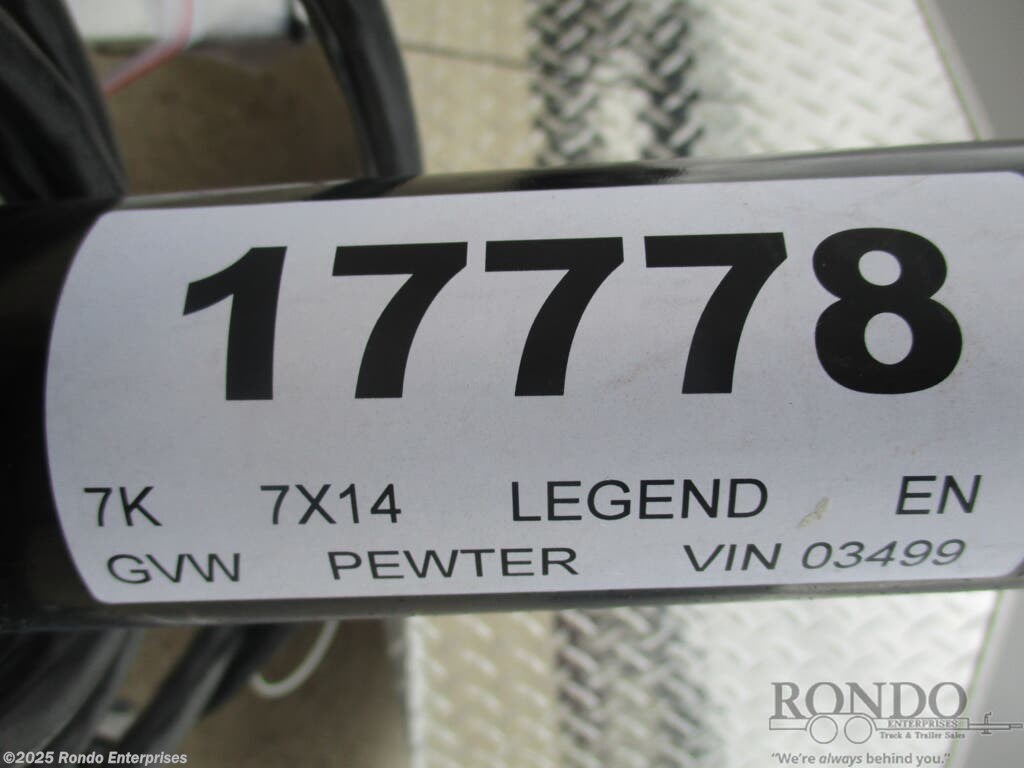 17778
7K 7X14 LEGEND EN
GVW PEWTER VIN 03499
RONDO
ENTERPRISES
Truck & Trailer Sales
"We're always behind you."
©2025 Rondo Enterprises